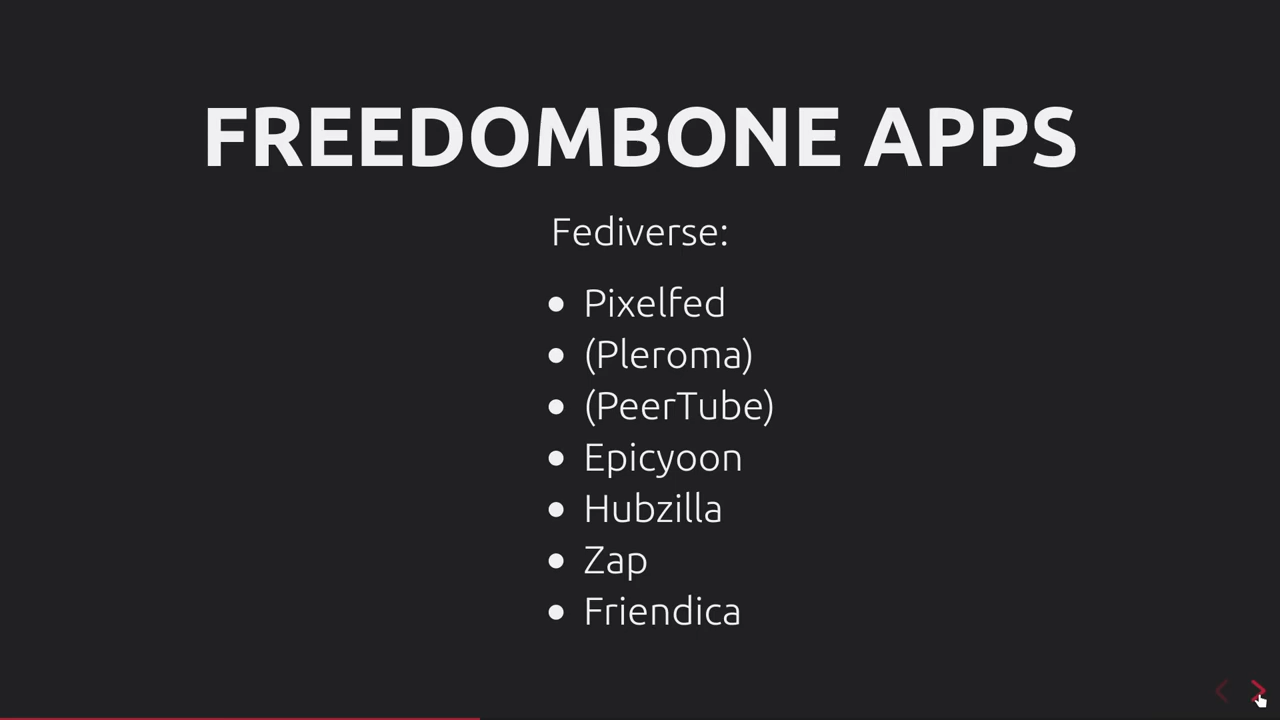 FREEDOMBONE APPS
Fediverse:
• Pixelfed
• (Pleroma)
• (PeerTube)
• Epicyoon
• Hubzilla
• Zap
• Friendica